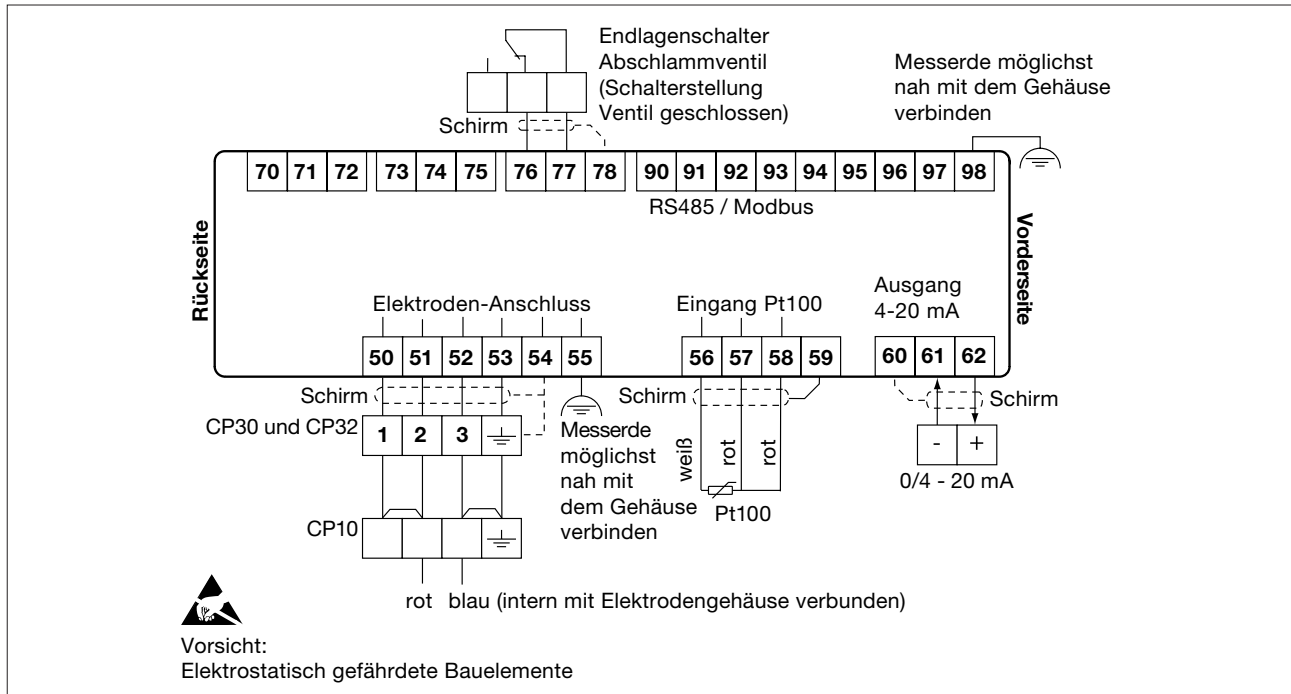 Endlagenschalter
Abschlammventil
(Schalterstellung
Ventil geschlossen)
Messerde möglichst
nah mit dem Gehäuse
verbinden
Schirm
70 71 72 73 74 75 76 77 78 90 91 92 93 94 95 96 97 98
RS485 / Modbus
Rückseite
Vorderseite
Elektroden-Anschluss
Eingang Pt100
Ausgang
4-20 mA
50 51 52 53 54 55 56 57 58 59 60 61 62
Schirm
Schirm
Schirm
CP30 und CP32
1 2 3
Messerde
möglichst
nah mit
dem Gehäuse
verbinden
weiß
rot
rot
Pt100
- +
0/4 - 20 mA
CP10
rot blau (intern mit Elektrodengehäuse verbunden)
Vorsicht:
Elektrostatisch gefährdete Bauelemente